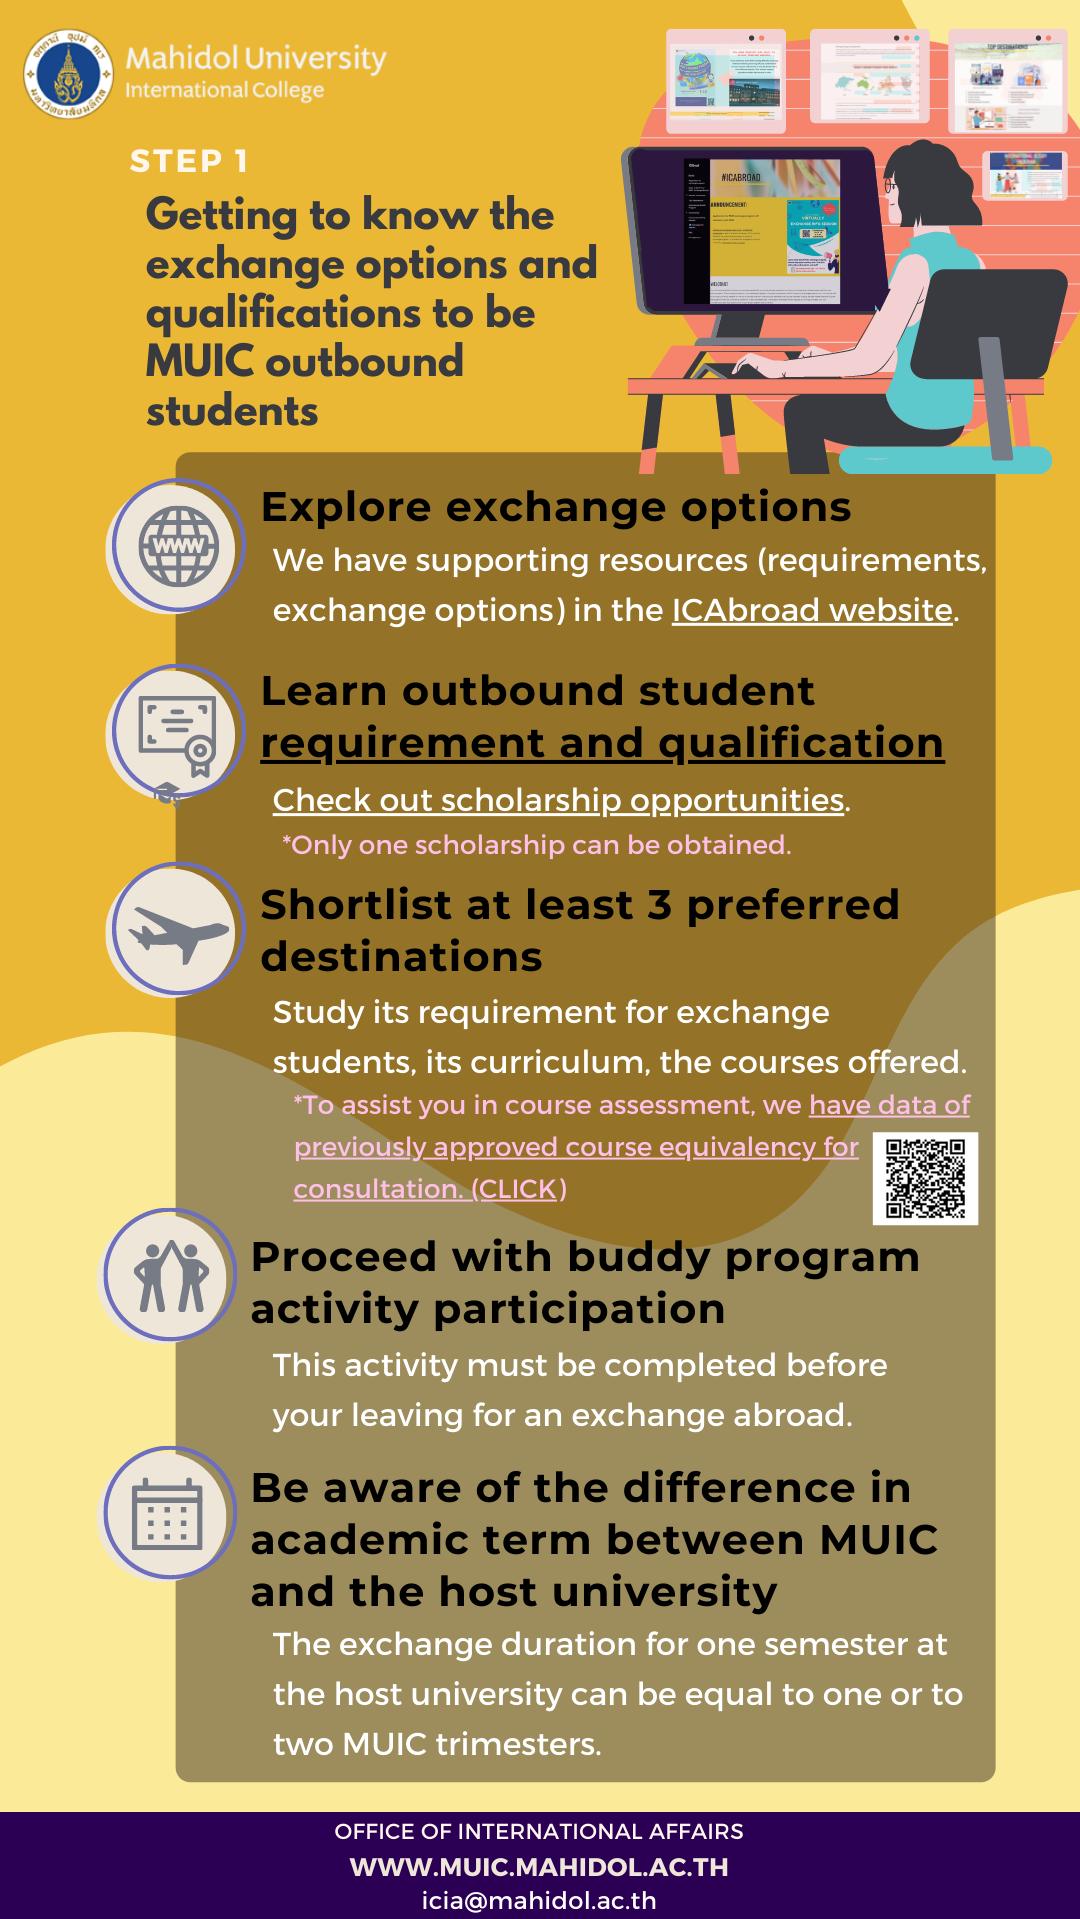 Mahidol University
International College
STEP 1
Getting to know the
exchange options and
qualifications to be
MUIC outbound
students
TOP DESTINATIONS
#ICABROAD
ANNOUNCEMENT:
VIRTUALLY
EXCHANGE INFO SESSION
WELCOME!
Explore exchange options
WWW
We have supporting resources (requirements,
exchange options) in the ICAbroad website.
Learn outbound student
requirement and qualification
Check out scholarship opportunities.
*Only one scholarship can be obtained.
Shortlist at least 3 preferred
destinations
Study its requirement for exchange
students, its curriculum, the courses offered.
*To assist you in course assessment, we have data of
previously approved course equivalency for
consultation. (CLICK)
Proceed with buddy program
activity participation
This activity must be completed before
your leaving for an exchange abroad.
Be aware of the difference in
academic term between MUIC
and the host university
The exchange duration for one semester at
the host university can be equal to one or to
two MUIC trimesters.
OFFICE OF INTERNATIONAL AFFAIRS
WWW.MUIC.MAHIDOL.AC.TH
icia@mahidol.ac.th